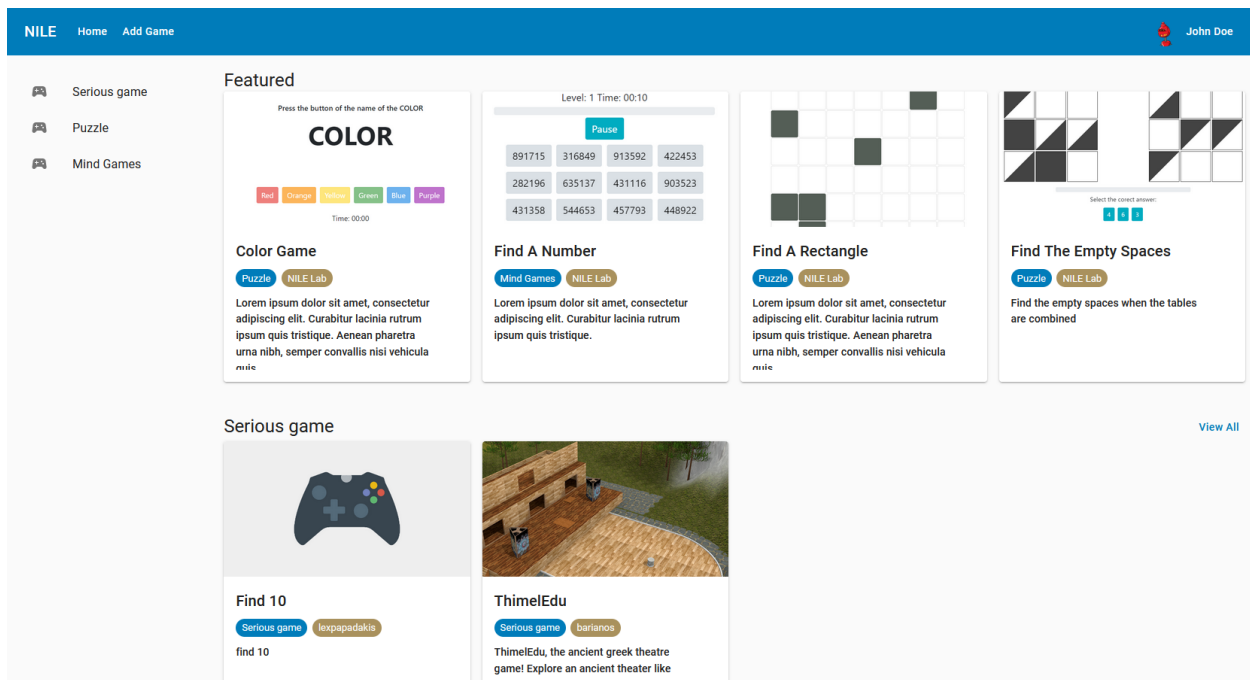 NILE Home Add Game John Doe
Serious game
Puzzle
Mind Games
Featured
Press the button of the name of the COLOR
COLOR
Red Orange Yellow Green Blue Purple
Time: 00:00
Color Game
Puzzle NILE Lab
Lorem ipsum dolor sit amet, consectetur
adipiscing elit. Curabitur lacinia rutrum
ipsum quis tristique. Aenean pharetra
urna nibh, semper convallis nisi vehicula
quis
Level: 1 Time: 00:10
Pause
891715 316849 913592 422453
282196 635137 431116 903523
431358 544653 457793 448922
Find A Number
Mind Games NILE Lab
Lorem ipsum dolor sit amet, consectetur
adipiscing elit. Curabitur lacinia rutrum
ipsum quis tristique.
Find A Rectangle
Puzzle NILE Lab
Lorem ipsum dolor sit amet, consectetur
adipiscing elit. Curabitur lacinia rutrum
ipsum quis tristique. Aenean pharetra
urna nibh, semper convallis nisi vehicula
quis
Select the corect answer:
4 6 3
Find The Empty Spaces
Puzzle NILE Lab
Find the empty spaces when the tables
are combined
Serious game View All
Find 10
Serious game lexpapadakis
find 10
ThimelEdu
Serious game barianos
ThimelEdu, the ancient greek theatre
game! Explore an ancient theater like